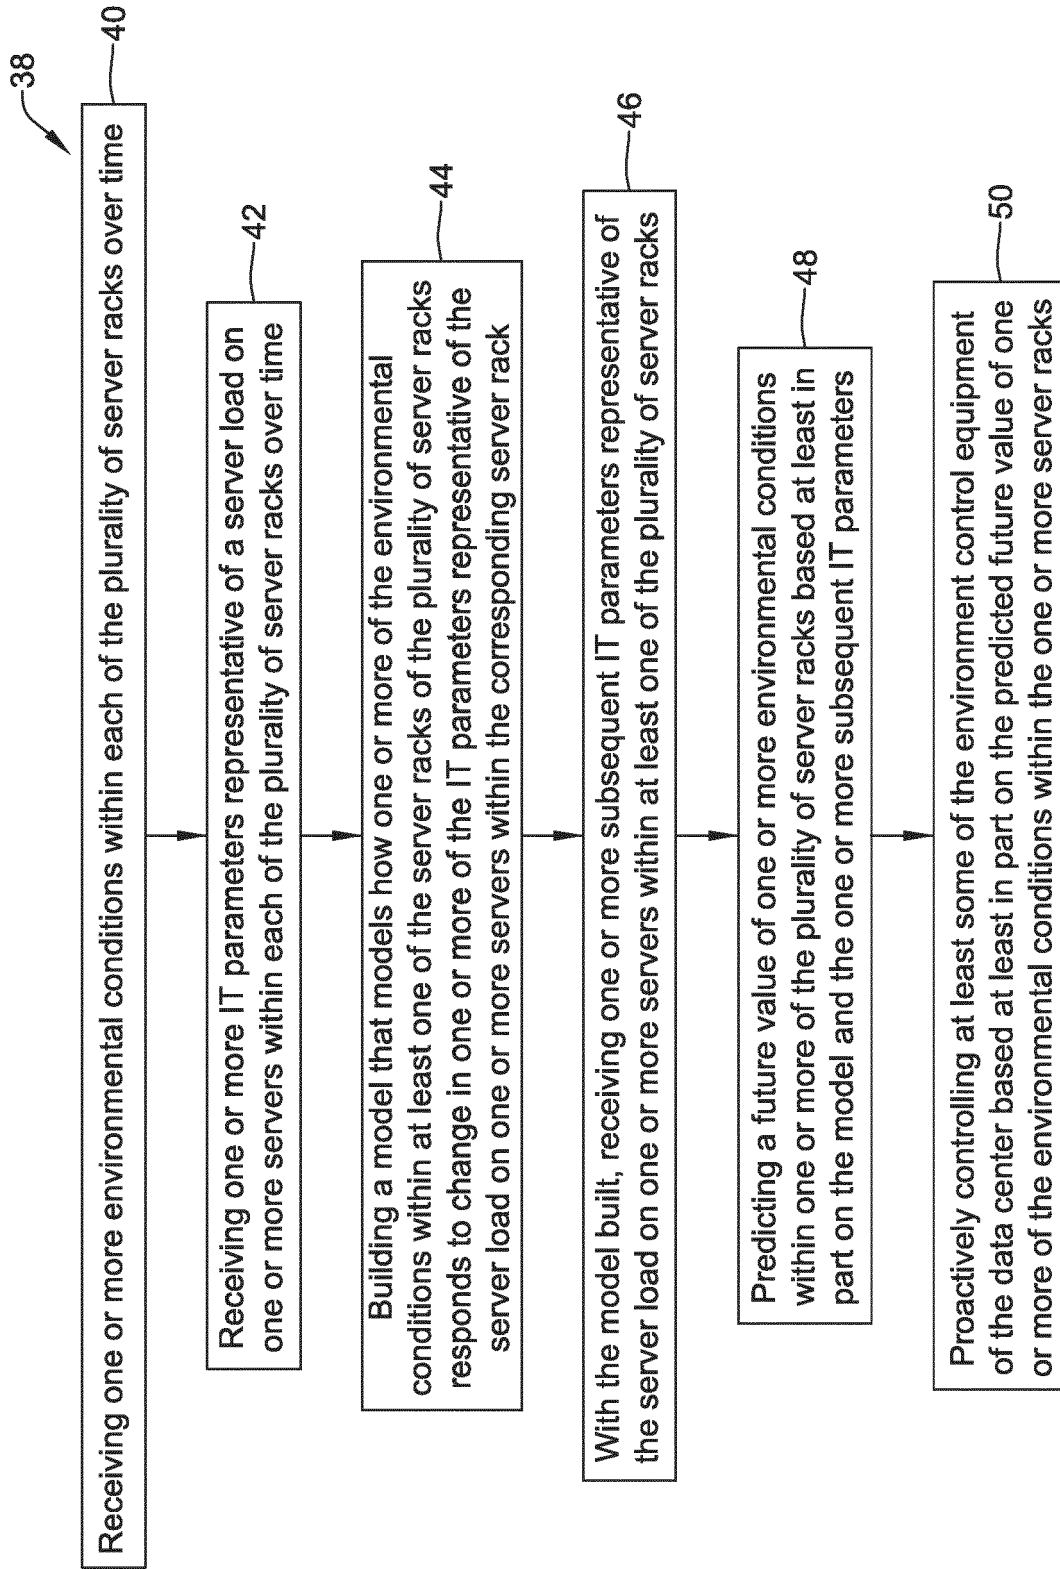 38
Receiving one or more environmental conditions within each of the plurality of server racks over time
40
Receiving one or more IT parameters representative of a server load on
one or more servers within each of the plurality of server racks over time
42
Building a model that models how one or more of the environmental
conditions within at least one of the server racks of the plurality of server racks
responds to change in one or more of the IT parameters representative of the
server load on one or more servers within the corresponding server rack
44
With the model built, receiving one or more subsequent IT parameters representative of
the server load on one or more servers within at least one of the plurality of server racks
46
Predicting a future value of one or more environment conditions
within one or more of the plurality of server racks based at least in
part on the model and the one or more subsequent IT parameters
48
Proactively controlling at least some of the environment control equipment
of the data center based at least in part on the predicted future value of one
or more of the environmental conditions within the one or more server racks
50